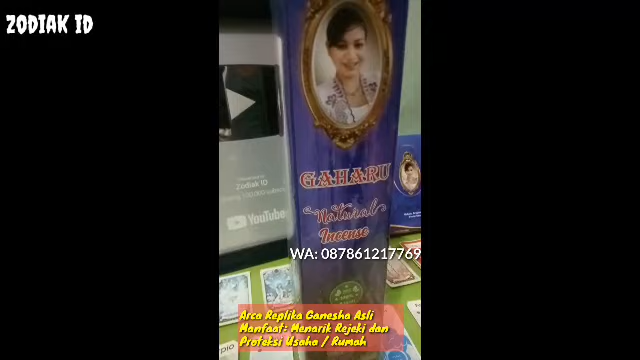 ZODIAK ID
GAHARU
Natural
Incense
Zodiak ID
YouTube
WA: 087861217769
Arca Replika Ganesha Asli
Manfaat: Menarik Rejeki dan
Proteksi Usaha / Rumah